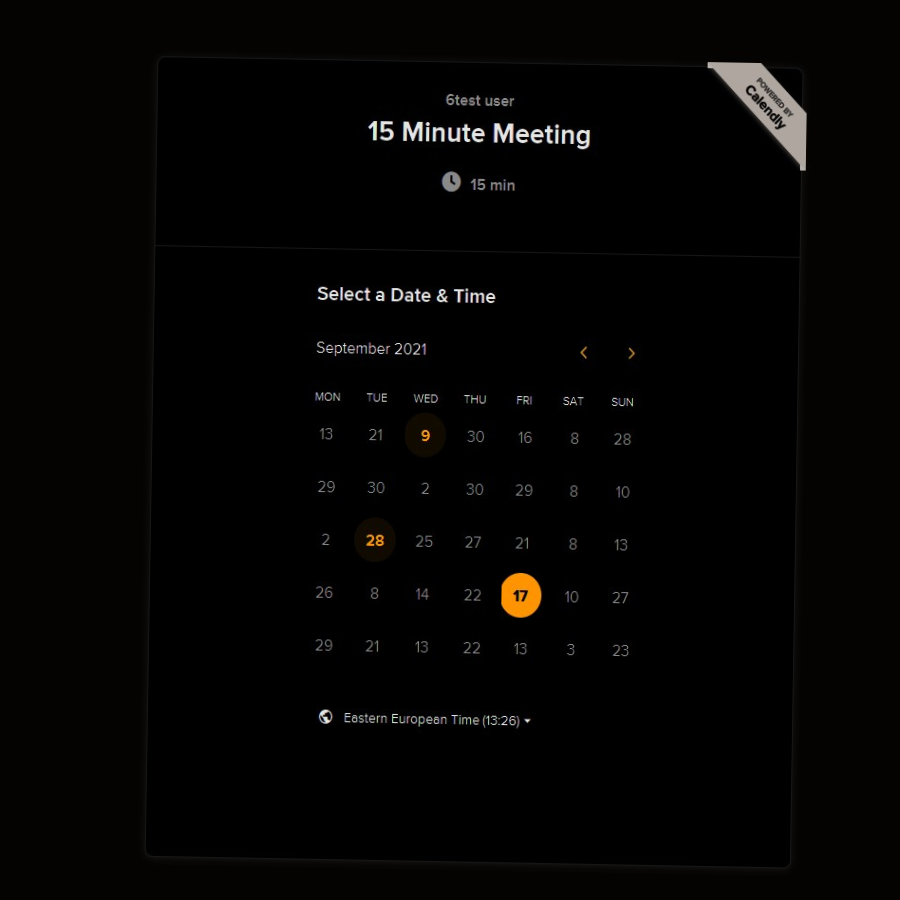 POWERED BY
Calendly
6test user
15 Minute Meeting
15 min
Select a Date & Time
September 2021
MON TUE WED THU FRI SAT SUN
13 21 9 30 16 8 28
29 30 2 30 29 8 10
2 28 25 27 21 8 13
26 8 14 22 17 10 27
29 21 13 22 13 3 23
Eastern European Time (13:26)